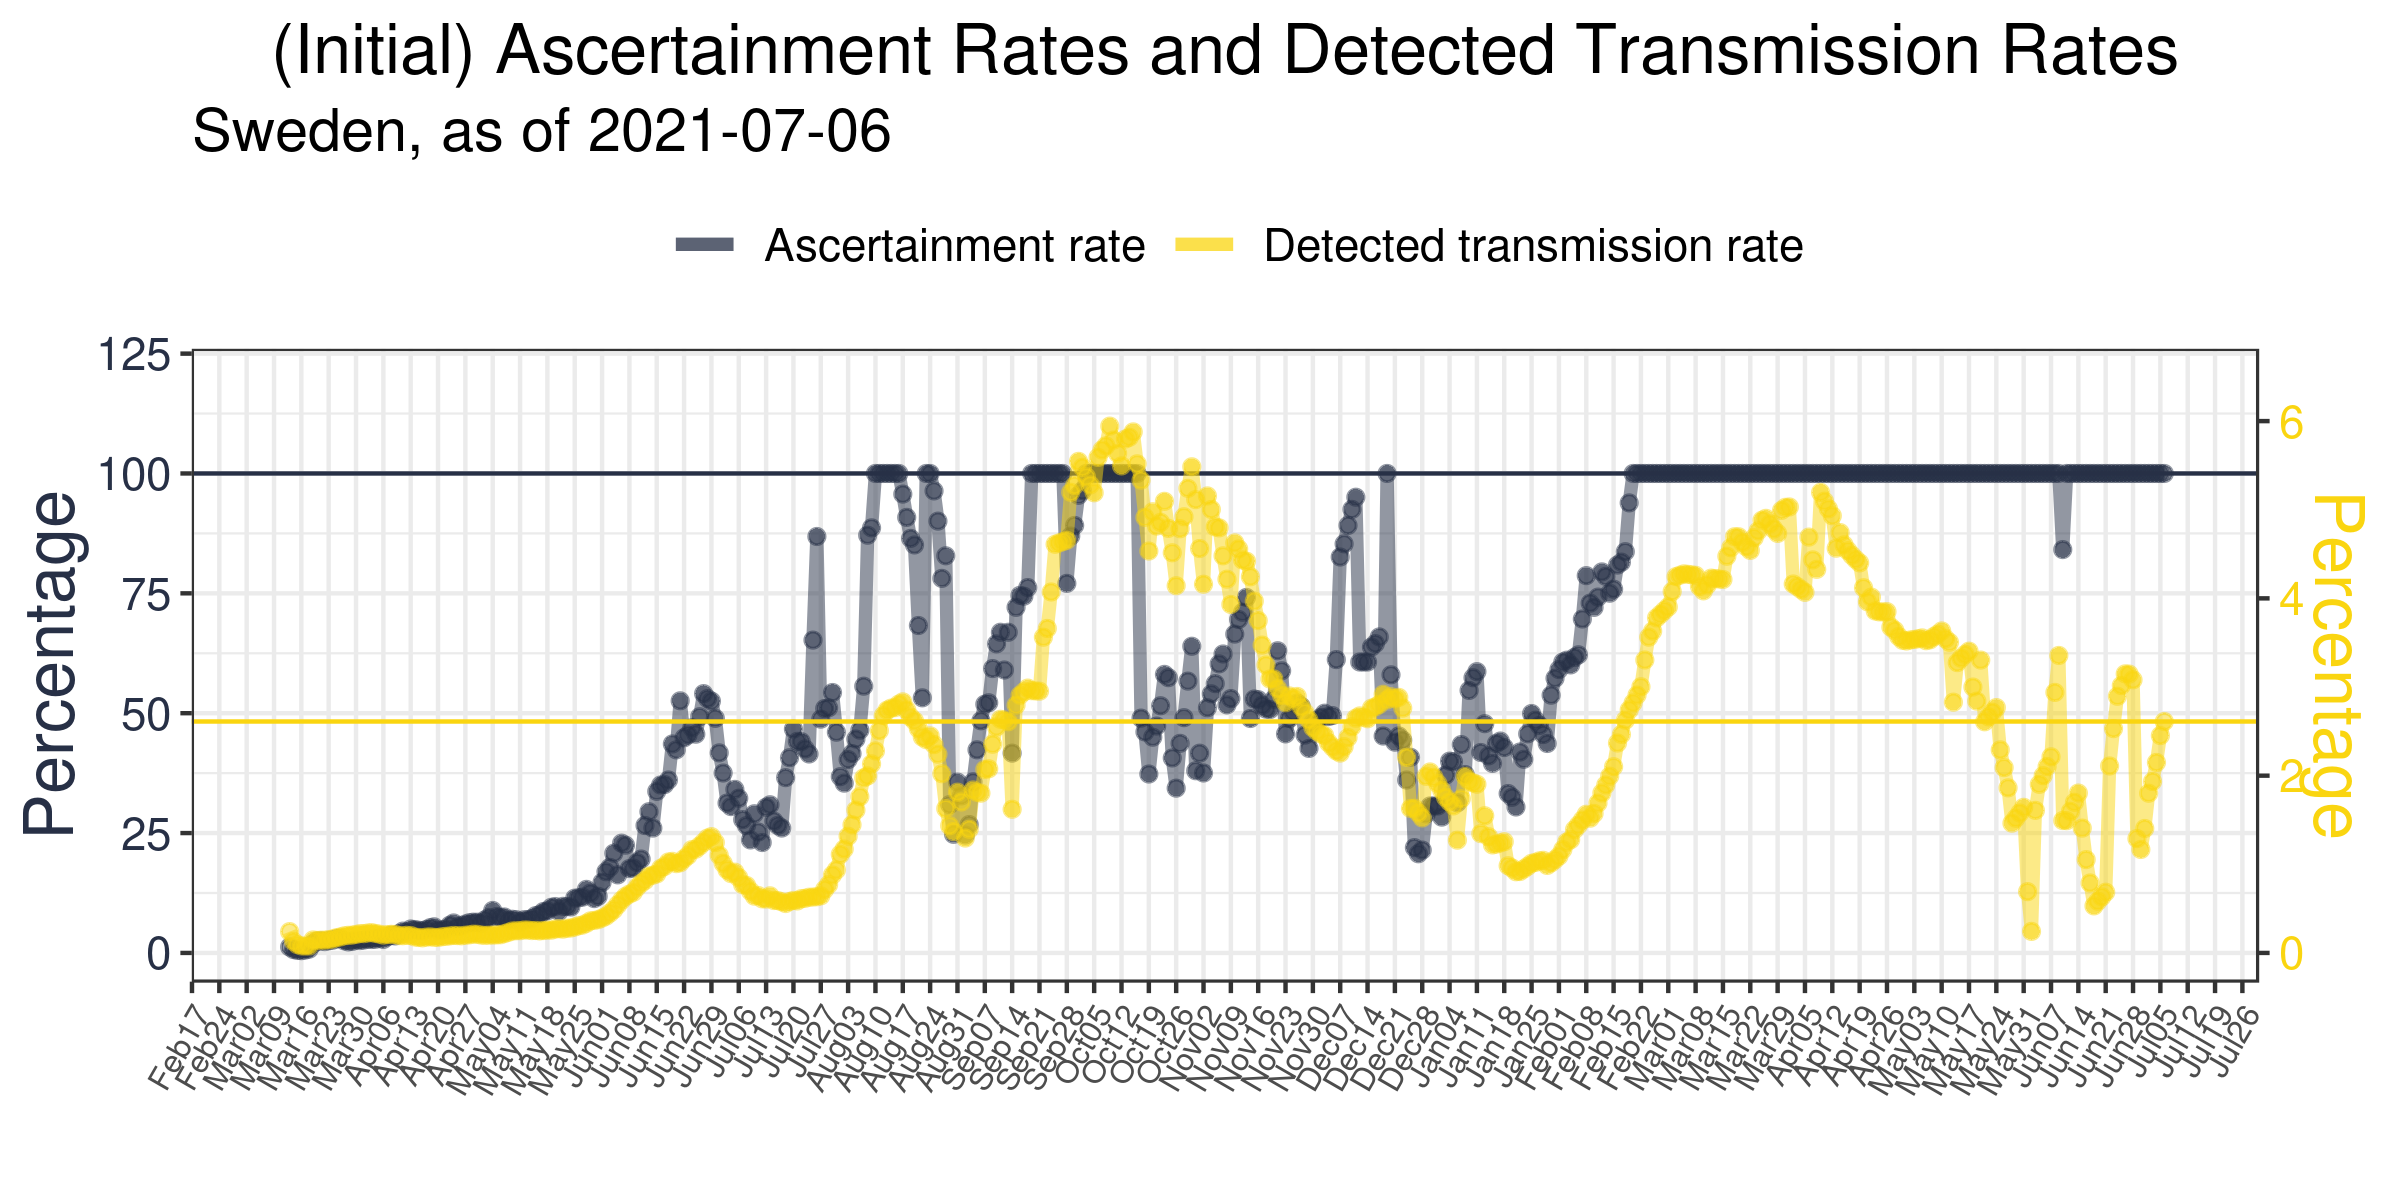 (Initial) Ascertainment Rates and Detected Transmission Rates
Sweden, as of 2021-07-06
Ascertainment rate
Detected transmission rate
Percentage
125
100
75
50
25
0
6
4
2
0
Percentage
Feb17
Feb24
Mar02
Mar09
Mar16
Mar23
Mar30
Apr06
Apr13
Apr20
Apr27
May04
May11
May18
May25
Jun01
Jun08
Jun15
Jun22
Jun29
Jul06
Jul13
Jul20
Jul27
Aug03
Aug10
Aug17
Aug24
Aug31
Sep07
Sep14
Sep21
Sep28
Oct05
Oct12
Oct19
Oct26
Nov02
Nov09
Nov16
Nov23
Nov30
Dec07
Dec14
Dec21
Dec28
Jan04
Jan11
Jan18
Jan25
Feb01
Feb08
Feb15
Feb22
Mar01
Mar08
Mar15
Mar22
Mar29
Apr05
Apr12
Apr19
Apr26
May03
May10
May17
May24
May31
Jun07
Jun14
Jun21
Jun28
Jul05
Jul12
Jul19
Jul26